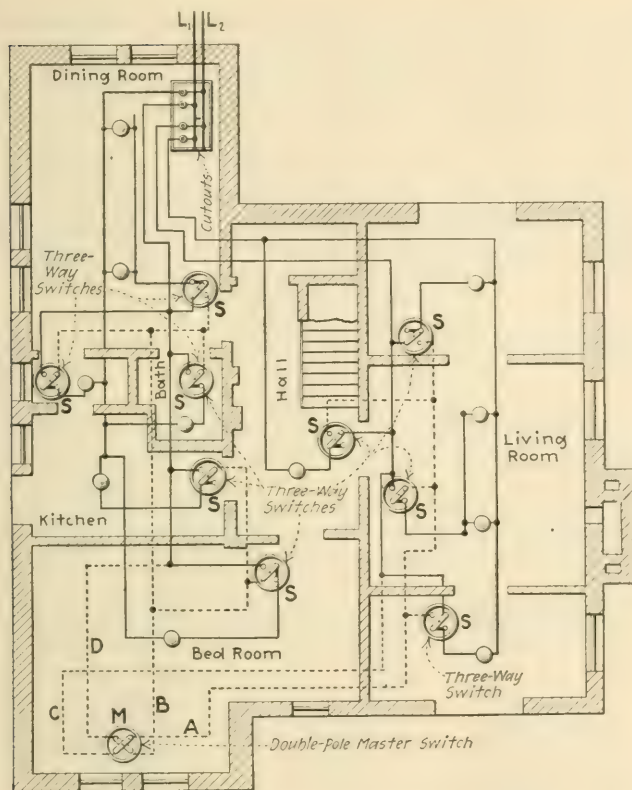 L₁ L₂
Dining Room
Cutouts
Three-
Way
Switches
S
S
S
S
Bath
Hall
S
S
Living
Room
S
Three-Way
Switches
Kitchen
S
S
Bed Room
Three-Way
Switch
D
C
M
B
A
Double-Pole Master Switch